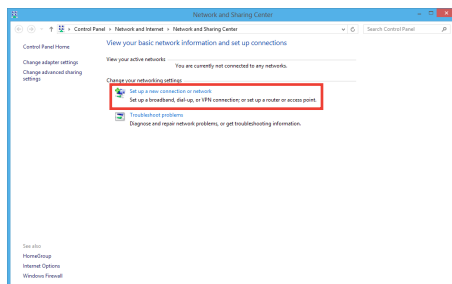 Network and Sharing Center
Control Panel › Network and Internet › Network and Sharing Center
Search Control Panel
Control Panel Home
Change adapter settings
Change advanced sharing
settings
View your basic network information and set up connections
View your active networks
You are currently not connected to any networks.
Change your networking settings
Set up a new connection or network
Set up a broadband, dial-up, or VPN connection; or set up a router or access point.
Troubleshoot problems
Diagnose and repair network problems, or get troubleshooting information.
See also
HomeGroup
Internet Options
Windows Firewall